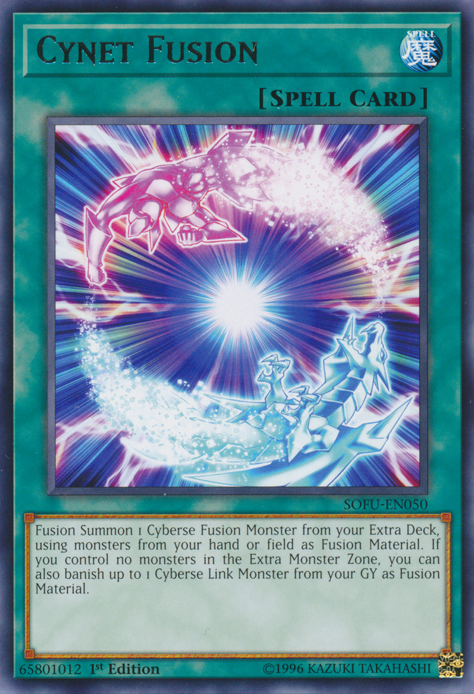 Cynet Fusion
SPELL
魔
[Spell Card]
SOFU-EN050
Fusion Summon 1 Cyberse Fusion Monster from your Extra Deck,
using monsters from your hand or field as Fusion Material. If
you control no monsters in the Extra Monster Zone, you can
also banish up to 1 Cyberse Link Monster from your GY as Fusion
Material.
65801012 1st Edition ©1996 KAZUKI TAKAHASHI